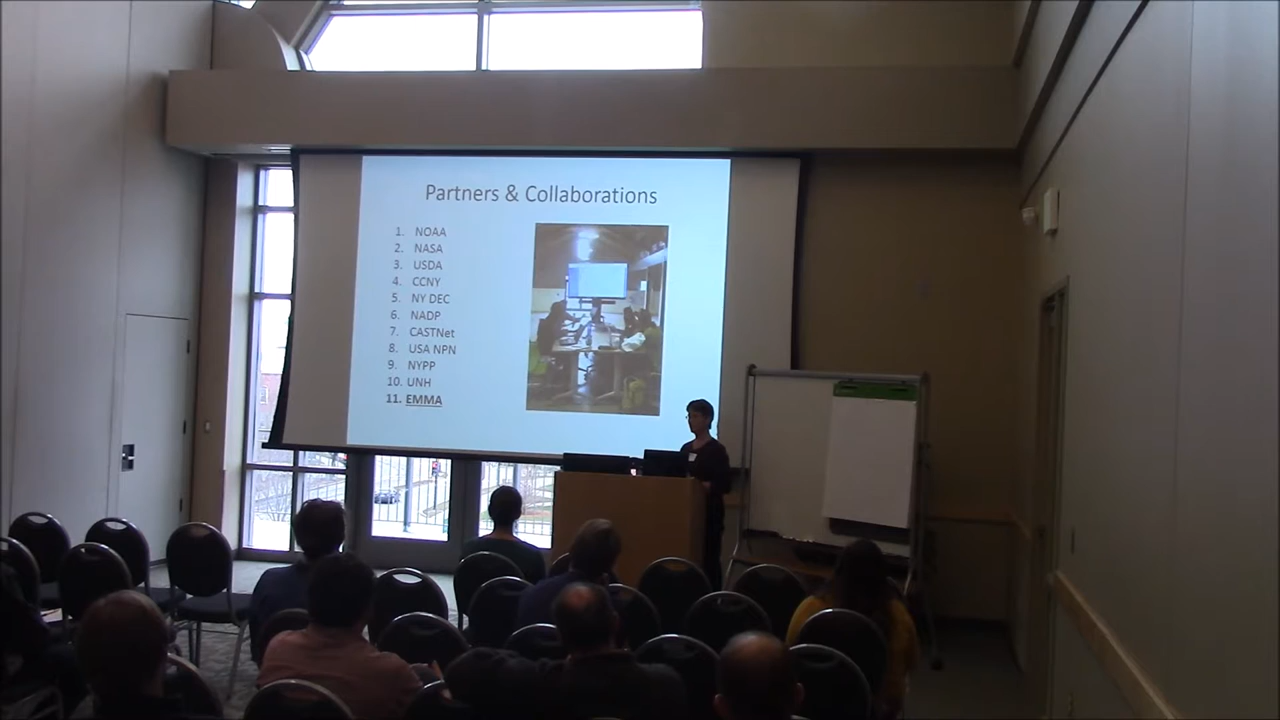 Partners & Collaborations
1. NOAA
2. NASA
3. USDA
4. CCNY
5. NY DEC
6. NADP
7. CASTNet
8. USA NPN
9. NYPP
10. UNH
11. EMMA